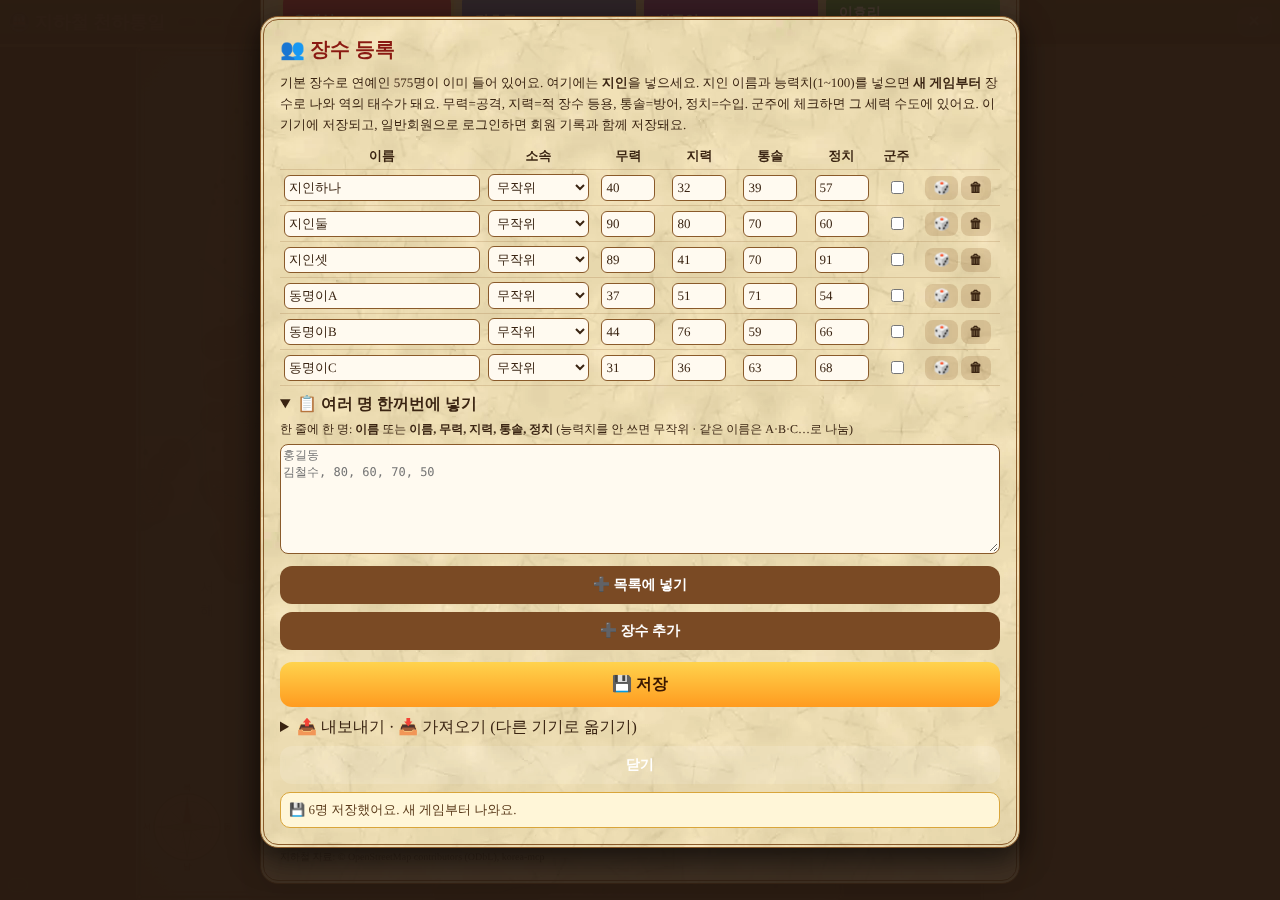 👥 장수 등록
기본 장수로 연예인 575명이 이미 들어 있어요. 여기에는 지인을 넣으세요. 지인 이름과 능력치(1~100)를 넣으면 새 게임부터 장
수로 나와 역의 태수가 돼요. 무력=공격, 지력=적 장수 등용, 통솔=방어, 정치=수입. 군주에 체크하면 그 세력 수도에 있어요. 이
기기에 저장되고, 일반회원으로 로그인하면 회원 기록과 함께 저장돼요.
이름 소속 무력 지력 통솔 정치 군주
지인하나 무작위 40 32 39 57
지인둘 무작위 90 80 70 60
지인셋 무작위 89 41 70 91
동명이A 무작위 37 51 71 54
동명이B 무작위 44 76 59 66
동명이C 무작위 31 36 63 68
▼ 📋 여러 명 한꺼번에 넣기
한 줄에 한 명: 이름 또는 이름, 무력, 지력, 통솔, 정치 (능력치를 안 쓰면 무작위 · 같은 이름은 A·B·C…로 나눔)
홍길동
김철수, 80, 60, 70, 50
➕ 목록에 넣기
➕ 장수 추가
💾 저장
▶ 📤 내보내기 · 📥 가져오기 (다른 기기로 옮기기)
닫기
💾 6명 저장했어요. 새 게임부터 나와요.